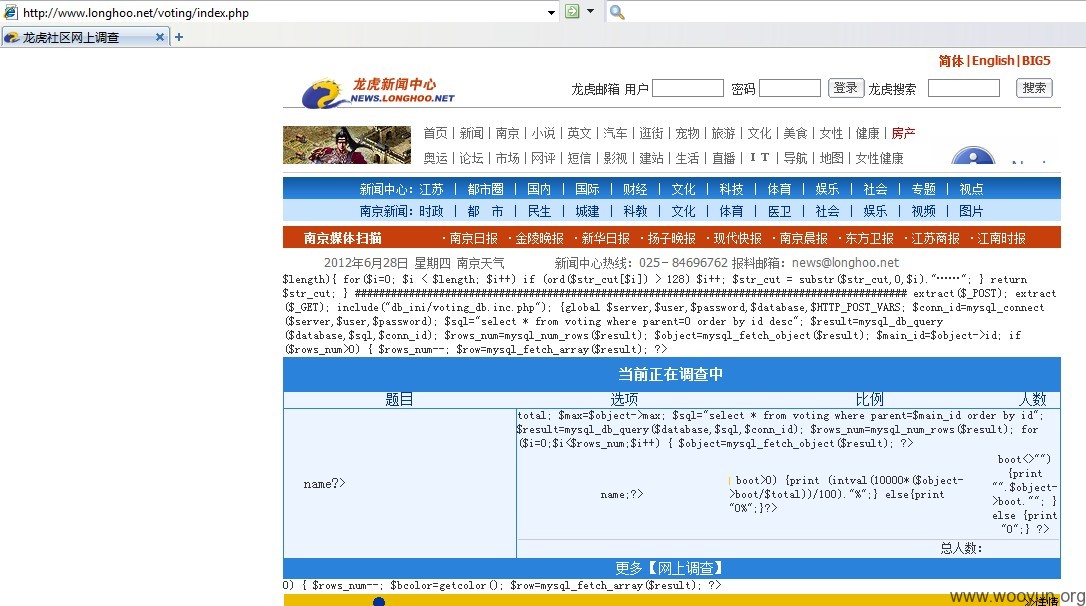 http://www.longhoo.net/voting/index.php
龙虎社区网上调查
简体|English|BIG5
龙虎新闻中心
NEWS.LONGHOO.NET
龙虎邮箱 用户 密码 登录 龙虎搜索 搜索
首页|新闻|南京|小说|英文|汽车|逛街|宠物|旅游|文化|美食|女性|健康|房产
奥运|论坛|市场|网评|短信|影视|建站|生活|直播|I T|导航|地图|女性健康
新闻中心: 江苏 | 都市圈 | 国内 | 国际 | 财经 | 文化 | 科技 | 体育 | 娱乐 | 社会 | 专题 | 视点
南京新闻: 时政 | 都 市 | 民生 | 城建 | 科教 | 文化 | 体育 | 医卫 | 社会 | 娱乐 | 视频 | 图片
南京媒体扫描 ·南京日报 ·金陵晚报 ·新华日报 ·扬子晚报 ·现代快报 ·南京晨报 ·东方卫报 ·江苏商报 ·江南时报
2012年6月28日 星期四 南京天气 新闻中心热线: 025-84696762 报料邮箱: news@longhoo.net
$length){ for($i=0; $i < $length; $i++) if (ord($str_cut[$i]) > 128) $i++; $str_cut = substr($str_cut,0,$i)."……"; } return
$str_cut; } ########################################################################################## extract($_POST); extract
($_GET); include("db_ini/voting_db.inc.php"); {global $server,$user,$password,$database,$HTTP_POST_VARS; $conn_id=mysql_connect
($server,$user,$password); $sql="select * from voting where parent=0 order by id desc"; $result=mysql_db_query
($database,$sql,$conn_id); $rows_num=mysql_num_rows($result); $object=mysql_fetch_object($result); $main_id=$object->id; if
($rows_num>0) { $rows_num--; $row=mysql_fetch_array($result); ?>
当前正在调查中
题目 选项 比例 人数
total; $max=$object->max; $sql="select * from voting where parent=$main_id order by id";
$result=mysql_db_query($database,$sql,$conn_id); $rows_num=mysql_num_rows($result); for
($i=0;$i<$rows_num;$i++) { $object=mysql_fetch_object($result); ?>
name?>
name;?>
boot>0) {print (intval(10000*($object-
>boot/$total))/100)."%";} else{print
"0%";}?>
boot<>"")
{print
"".$object-
>boot.""; }
else {print
"0";} ?>
总人数:
更多【网上调查】
0) { $rows_num--; $bcolor=getcolor(); $row=mysql_fetch_array($result); ?>
>>详情
www.wooyun.org